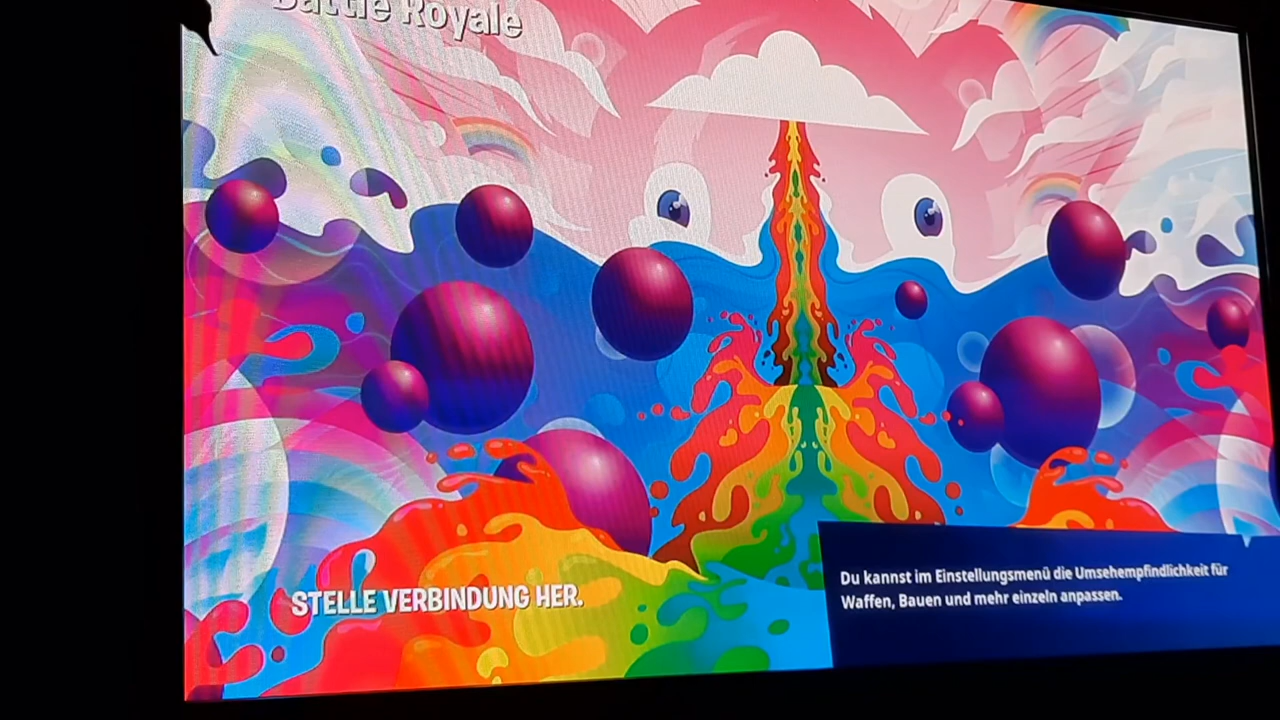 Battle Royale
STELLE VERBINDUNG HER.
Du kannst im Einstellungsmenü die Umsehempfindlichkeit für
Waffen, Bauen und mehr einzeln anpassen.